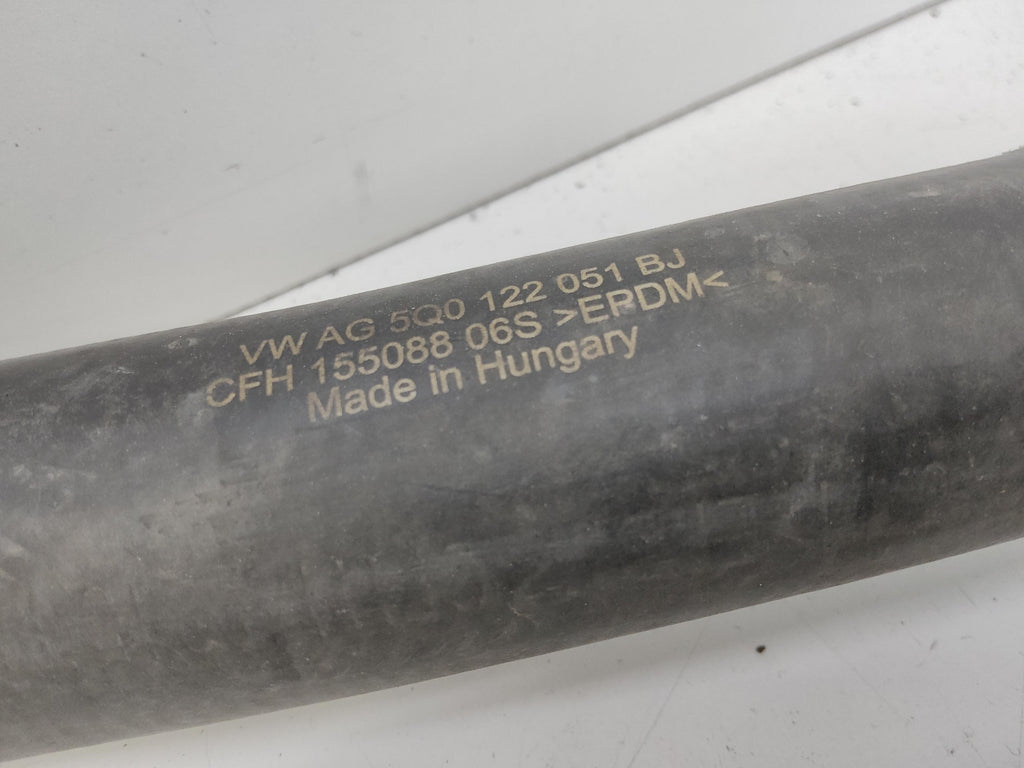 VW AG 5Q0 122 051 BJ
CFH 155088 06S >EPDM<
Made in Hungary